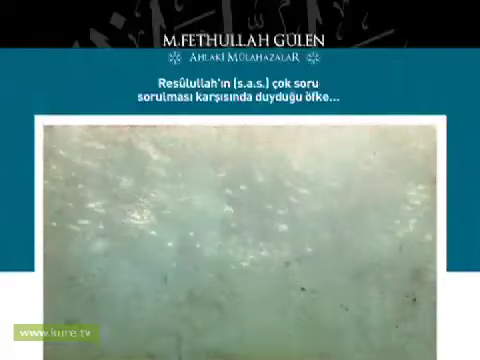 M.FETHULLAH GÜLEN
AHLAKİ MÜLAHAZALAR
Resûlullah'ın (s.a.s.) çok soru
sorulması karşısında duyduğu öfke...
www.kure.tv